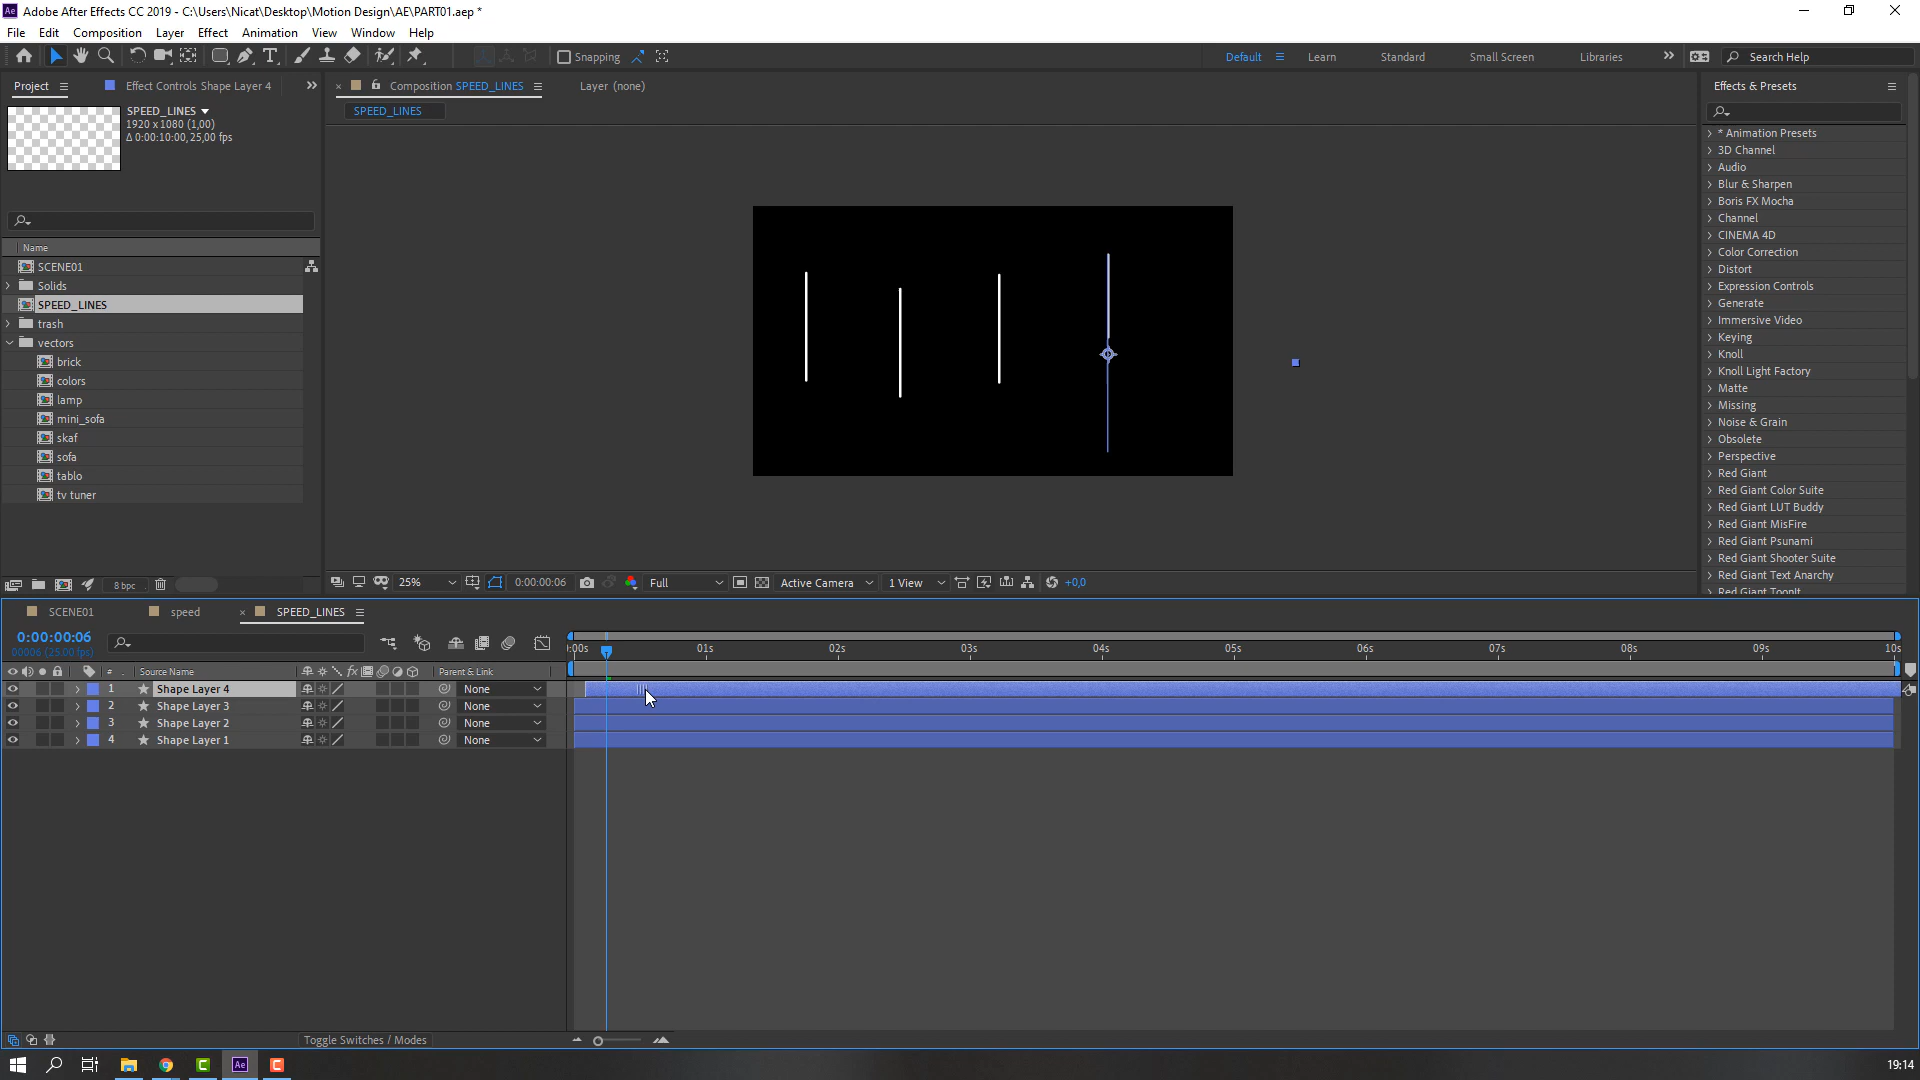 Adobe After Effects CC 2019 - C:\Users\Nicat\Desktop\Motion Design\AE\PART01.aep *
File Edit Composition Layer Effect Animation View Window Help
Snapping
Default Learn Standard Small Screen Libraries Search Help
Project Effect Controls Shape Layer 4
Composition SPEED_LINES Layer (none)
Effects & Presets
SPEED_LINES
1920 x 1080 (1,00)
Δ 0:00:10:00, 25,00 fps
SPEED_LINES
Name
SCENE01
Solids
SPEED_LINES
trash
vectors
brick
colors
lamp
mini_sofa
skaf
sofa
tablo
tv tuner
8 bpc
* Animation Presets
3D Channel
Audio
Blur & Sharpen
Boris FX Mocha
Channel
CINEMA 4D
Color Correction
Distort
Expression Controls
Generate
Immersive Video
Keying
Knoll
Knoll Light Factory
Matte
Missing
Noise & Grain
Obsolete
Perspective
Red Giant
Red Giant Color Suite
Red Giant LUT Buddy
Red Giant MisFire
Red Giant Psunami
Red Giant Shooter Suite
Red Giant Text Anarchy
Red Giant ToonIt
25% 0:00:00:06 Full Active Camera 1 View +0,0
SCENE01 speed SPEED_LINES
0:00:00:06
00006 (25.00 fps)
# Source Name Parent & Link
:00s 01s 02s 03s 04s 05s 06s 07s 08s 09s 10s
1 Shape Layer 4 None
2 Shape Layer 3 None
3 Shape Layer 2 None
4 Shape Layer 1 None
Toggle Switches / Modes
19:14